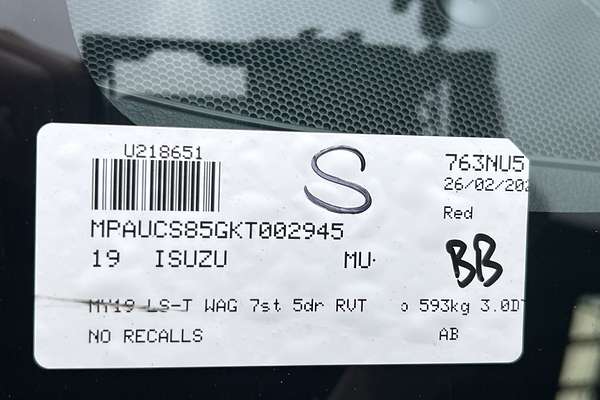 U218651
S
763NU5
26/02/202
Red
MPAUCS85GKT002945
19 ISUZU MU
BB
MY19 LS-T WAG 7st 5dr RVT 593kg 3.0DT
NO RECALLS AB